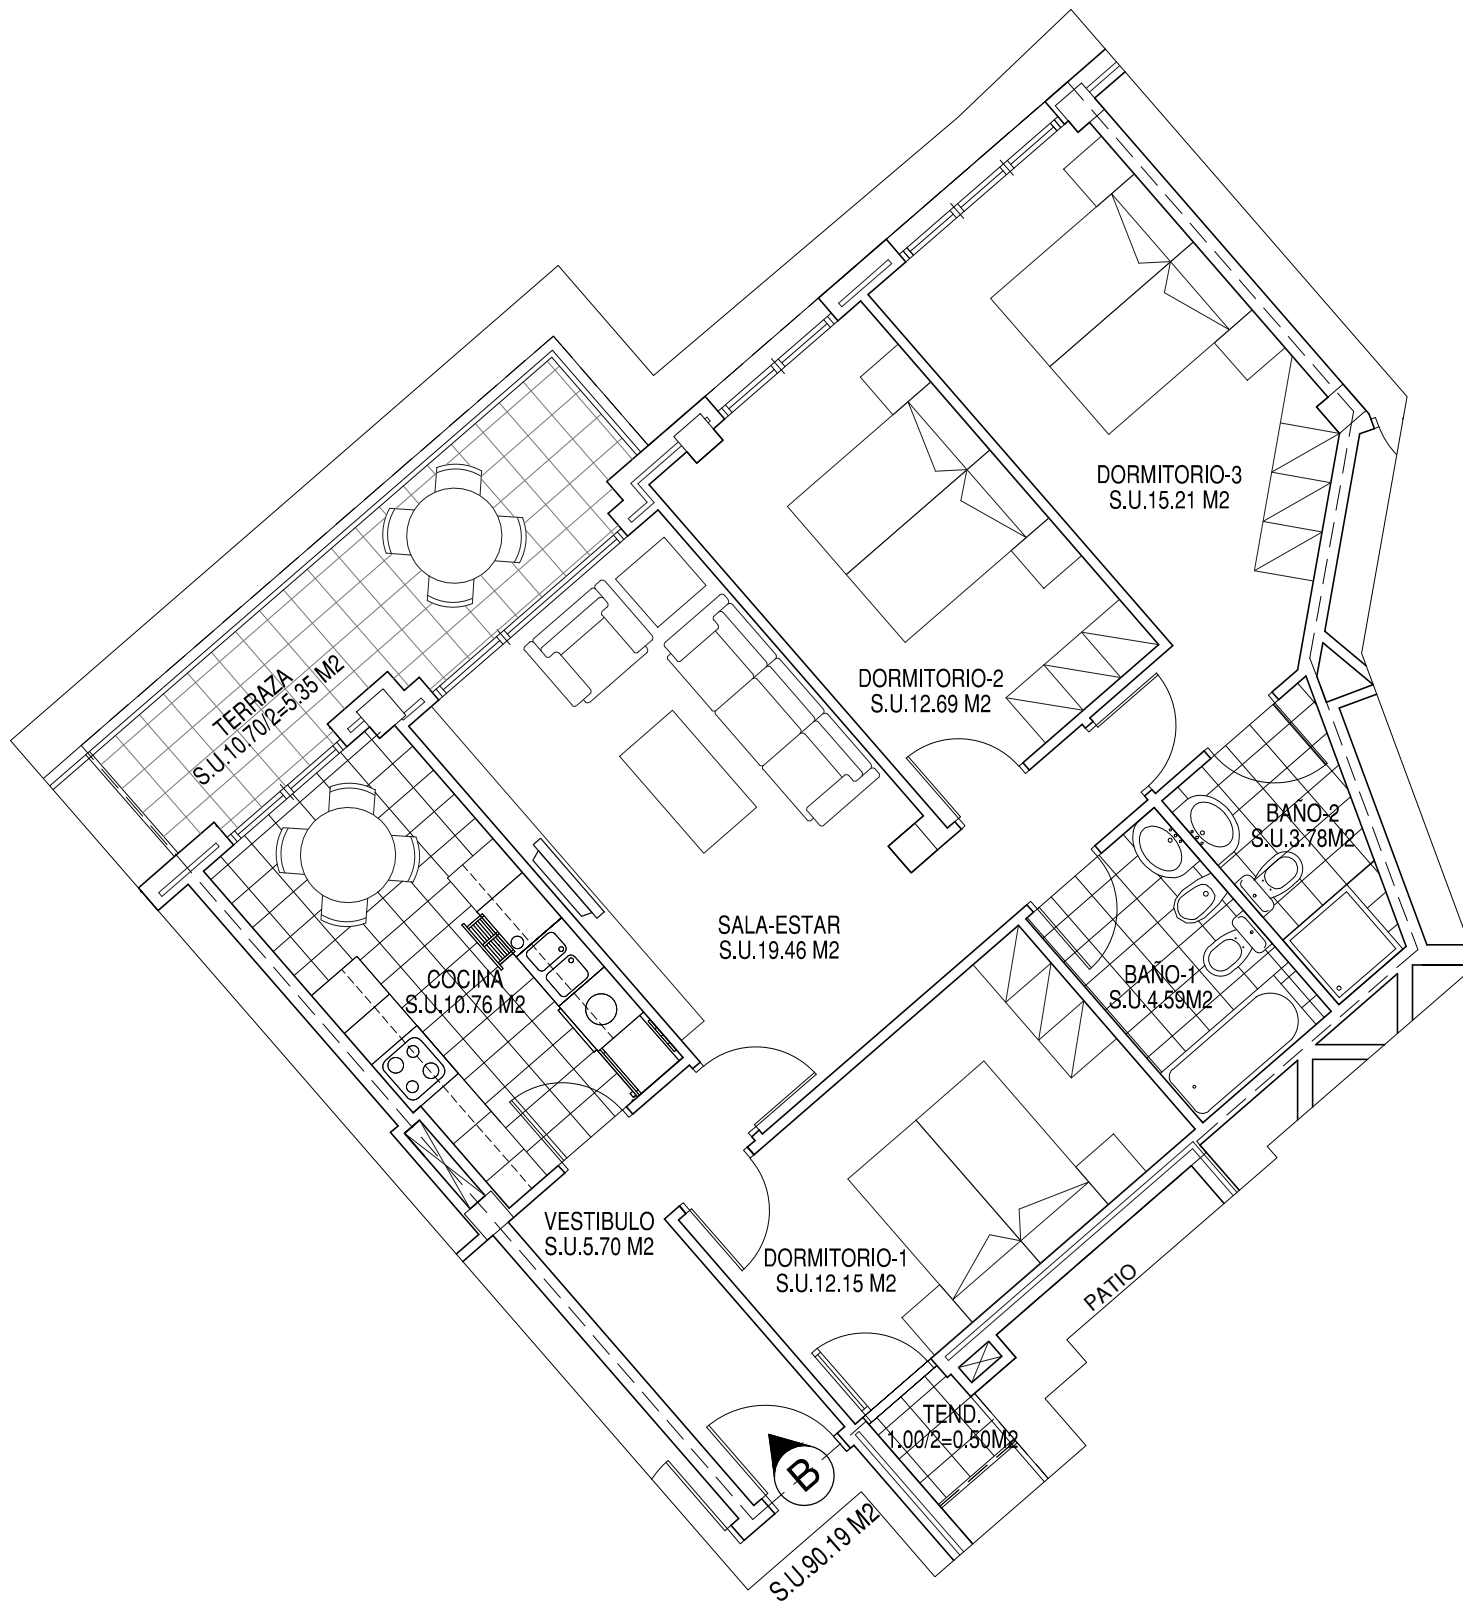 DORMITORIO-3
S.U.15.21 M2
TERRAZA
S.U.10.70/2=5.35 M2
DORMITORIO-2
S.U.12.69 M2
BAÑO-2
S.U.3.78M2
SALA-ESTAR
S.U.19.46 M2
COCINA
S.U.10.76 M2
BAÑO-1
S.U.4.59M2
VESTIBULO
S.U.5.70 M2
DORMITORIO-1
S.U.12.15 M2
PATIO
TEND.
1.00/2=0.50M2
B
S.U.90.19 M2